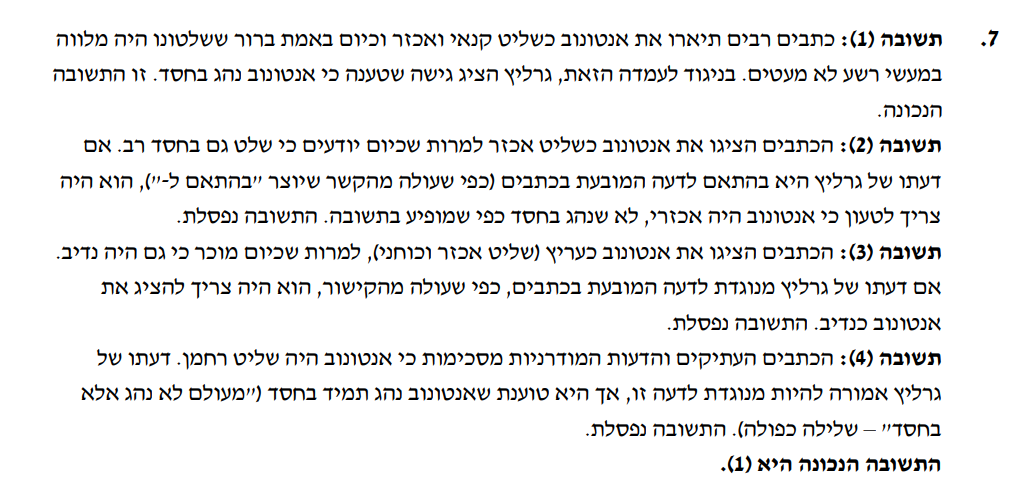 7. תשובה (1): כתבים רבים תיארו את אנטונוב כשליט קנאי ואכזר וכיום באמת ברור ששלטונו היה מלווה
במעשי רשע לא מעטים. בניגוד לעמדה הזאת, גרליץ הציג גישה שטענה כי אנטונוב נהג בחסד. זו התשובה
הנכונה.
תשובה (2): הכתבים הציגו את אנטונוב כשליט אכזר למרות שכיום יודעים כי שלט גם בחסד רב. אם
דעתו של גרליץ היא בהתאם לדעה המובעת בכתבים (כפי שעולה מהקשר שיוצר "בהתאם ל-"), הוא היה
צריך לטעון כי אנטונוב היה אכזרי, לא שנהג בחסד כפי שמופיע בתשובה. התשובה נפסלת.
תשובה (3): הכתבים הציגו את אנטונוב כעריץ (שליט אכזר וכוחני), למרות שכיום מוכר כי גם היה נדיב.
אם דעתו של גרליץ מנוגדת לדעה המובעת בכתבים, כפי שעולה מהקישור, הוא היה צריך להציג את
אנטונוב כנדיב. התשובה נפסלת.
תשובה (4): הכתבים העתיקים והדעות המודרניות מסכימות כי אנטונוב היה שליט רחמן. דעתו של
גרליץ אמורה להיות מנוגדת לדעה זו, אך היא טוענת שאנטונוב נהג תמיד בחסד ("מעולם לא נהג אלא
בחסד" – שלילה כפולה). התשובה נפסלת.
התשובה הנכונה היא (1).